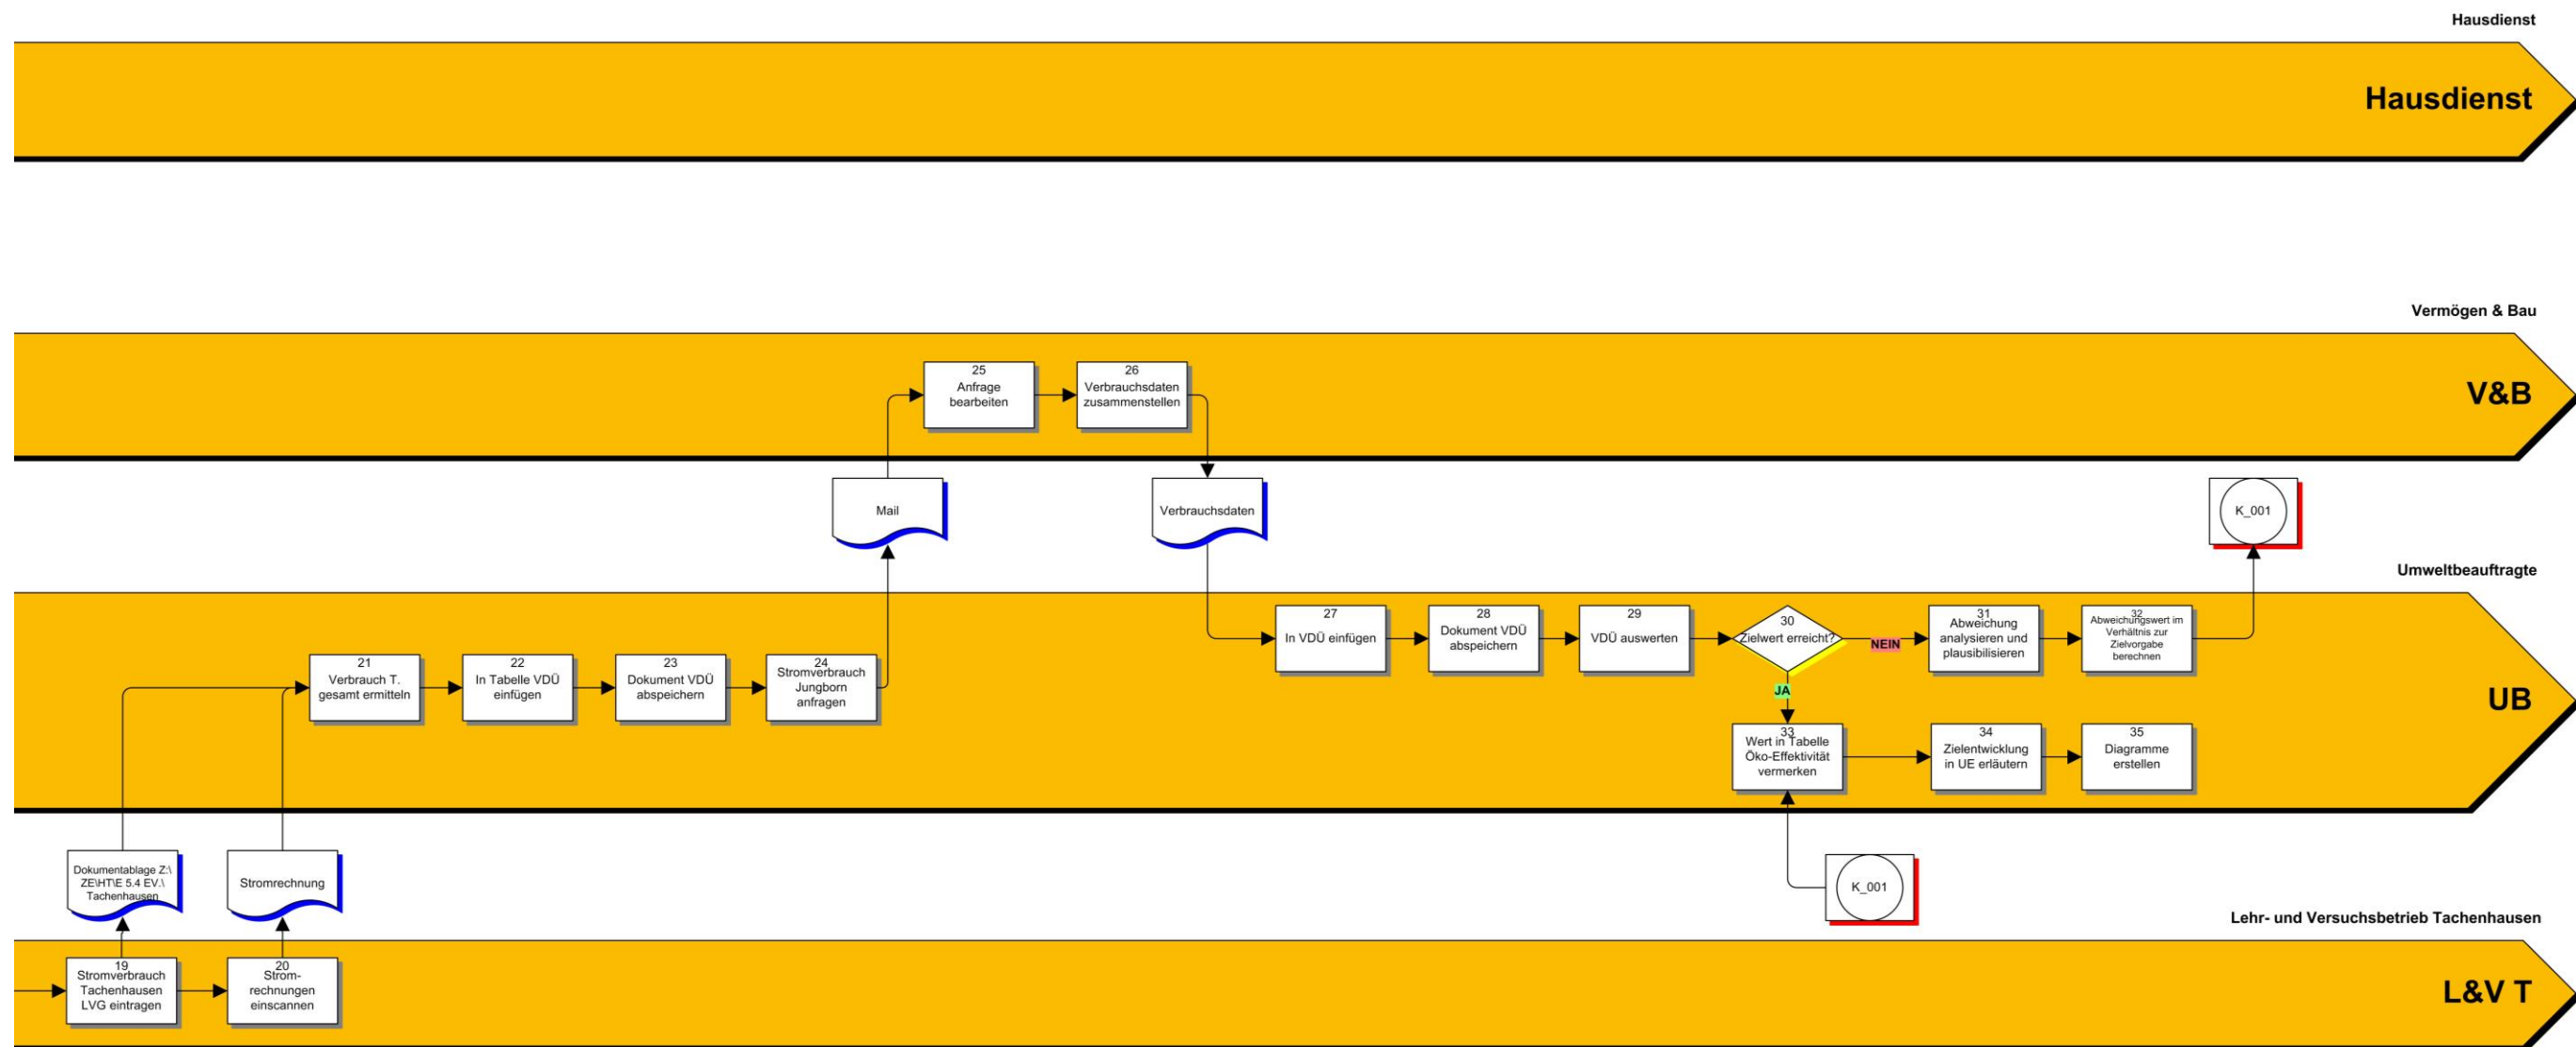 Hausdienst
Hausdienst
Vermögen & Bau
V&B
25
Anfrage
bearbeiten
26
Verbrauchsdaten
zusammenstellen
Mail
Verbrauchsdaten
K_001
Umweltbeauftragte
UB
21
Verbrauch T.
gesamt ermitteln
22
In Tabelle VDÜ
einfügen
23
Dokument VDÜ
abspeichern
24
Stromverbrauch
Jungborn
anfragen
27
In VDÜ einfügen
28
Dokument VDÜ
abspeichern
29
VDÜ auswerten
30
Zielwert erreicht?
NEIN
JA
31
Abweichung
analysieren und
plausibilisieren
32
Abweichungswert im
Verhältnis zur
Zielvorgabe
berechnen
33
Wert in Tabelle
Öko-Effektivität
vermerken
34
Zielentwicklung
in UE erläutern
35
Diagramme
erstellen
Dokumentablage Z:\
ZE\HT\E 5.4 EV.\
Tachenhausen
Stromrechnung
K_001
Lehr- und Versuchsbetrieb Tachenhausen
L&V T
19
Stromverbrauch
Tachenhausen
LVG eintragen
20
Strom-
rechnungen
einscannen